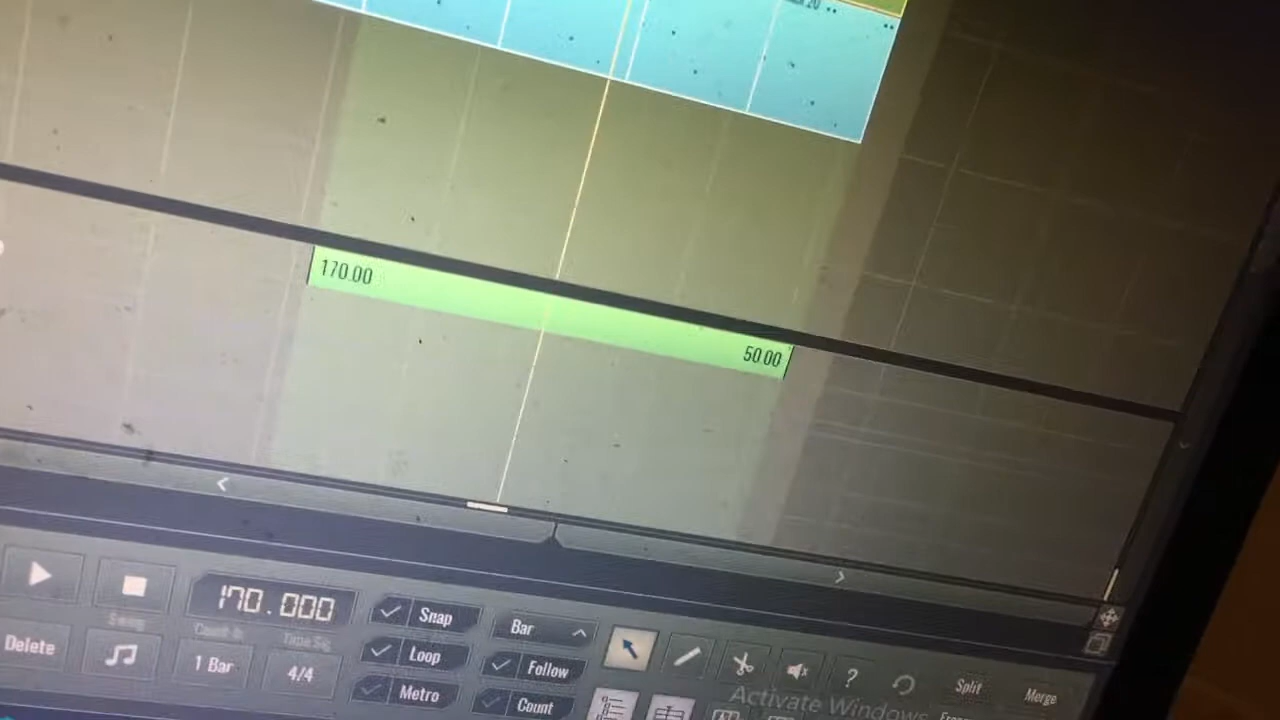 20
170.00
50.00
170.000
Snap
Bar
Swing
Count In
Time Sig
Delete
1 Bar
4/4
Loop
Follow
Metro
Count
?
Split
Merge
Activate Windows